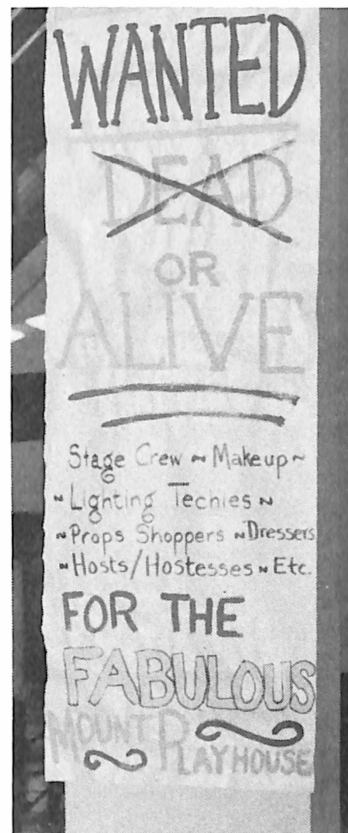 WANTED
DEAD
OR
ALIVE
Stage Crew ~ Makeup ~
~ Lighting Techies ~
~ Props Shoppers ~ Dressers
~ Hosts/Hostesses ~ Etc.
FOR THE
FABULOUS
MOUNT PLAYHOUSE